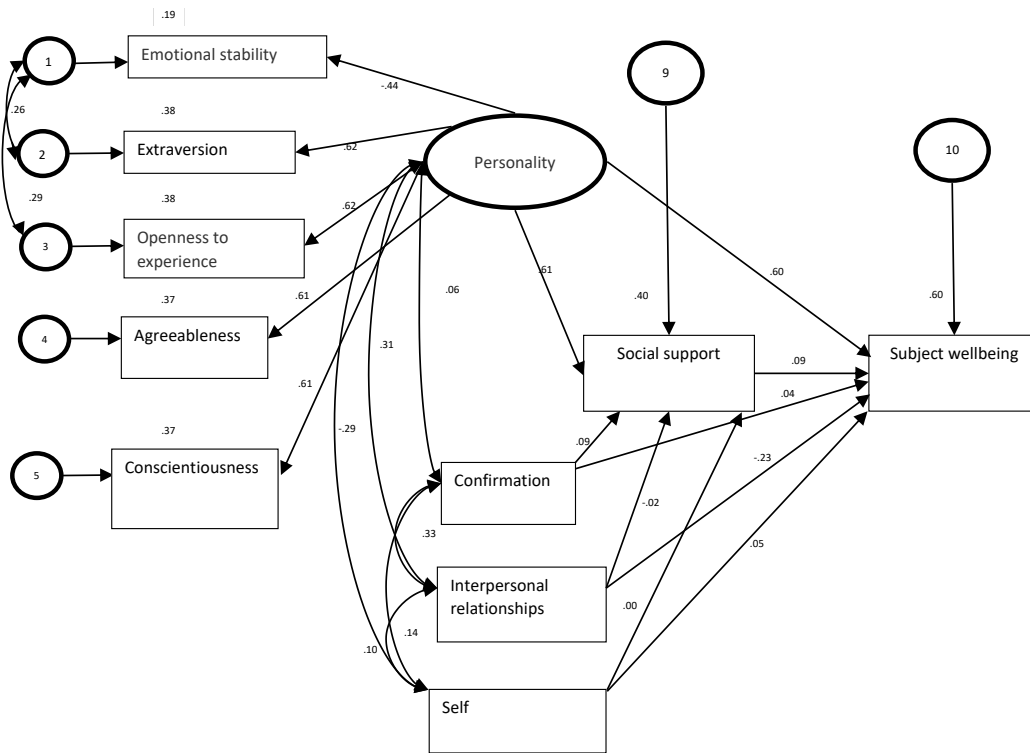 .19
1
Emotional stability
9
-.44
.26
.38
2
Extraversion
.62
Personality
10
.29
.38
3
Openness to
experience
.62
.61
.60
.06
.37
.61
.40
.60
4
Agreeableness
.31
Social support
Subject wellbeing
.09
.61
.04
.37
-.29
5
Conscientiousness
.09
-.23
Confirmation
-.02
.33
.05
Interpersonal
relationships
.00
.14
.10
Self